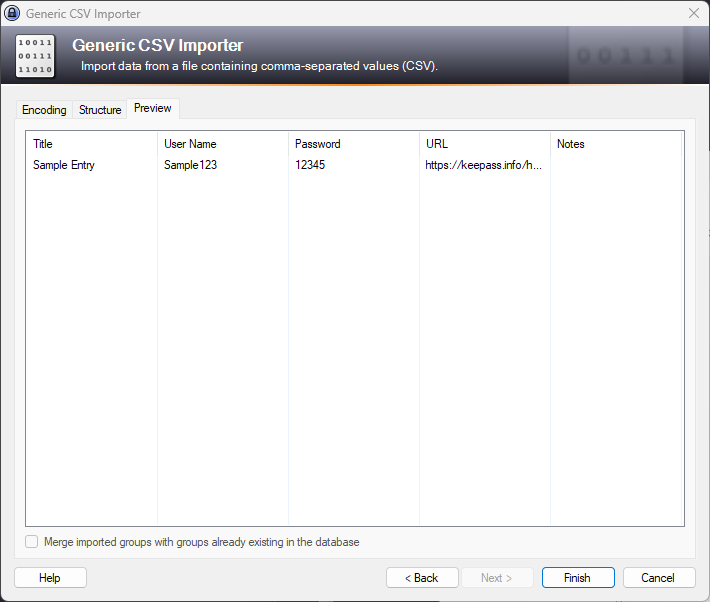 Generic CSV Importer
10011
00111
11010
Generic CSV Importer
Import data from a file containing comma-separated values (CSV).
00111
Encoding Structure Preview
Title User Name Password URL Notes
Sample Entry Sample123 12345 https://keepass.info/h...
Merge imported groups with groups already existing in the database
Help < Back Next > Finish Cancel